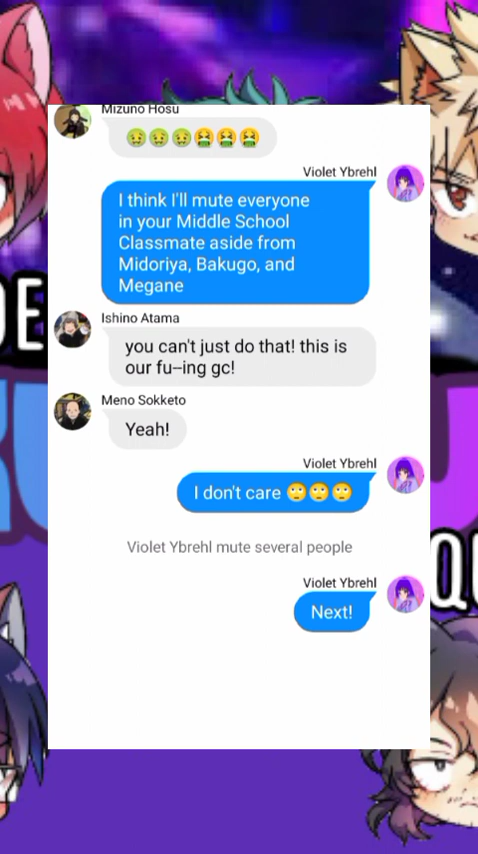 Mizuno Hosu
🤢🤢🤢🤮🤮🤮
Violet Ybrehl
I think I'll mute everyone
in your Middle School
Classmate aside from
Midoriya, Bakugo, and
Megane
Ishino Atama
you can't just do that! this is
our fu--ing gc!
Meno Sokketo
Yeah!
Violet Ybrehl
I don't care 🙄🙄🙄
Violet Ybrehl mute several people
Violet Ybrehl
Next!
DE
QU